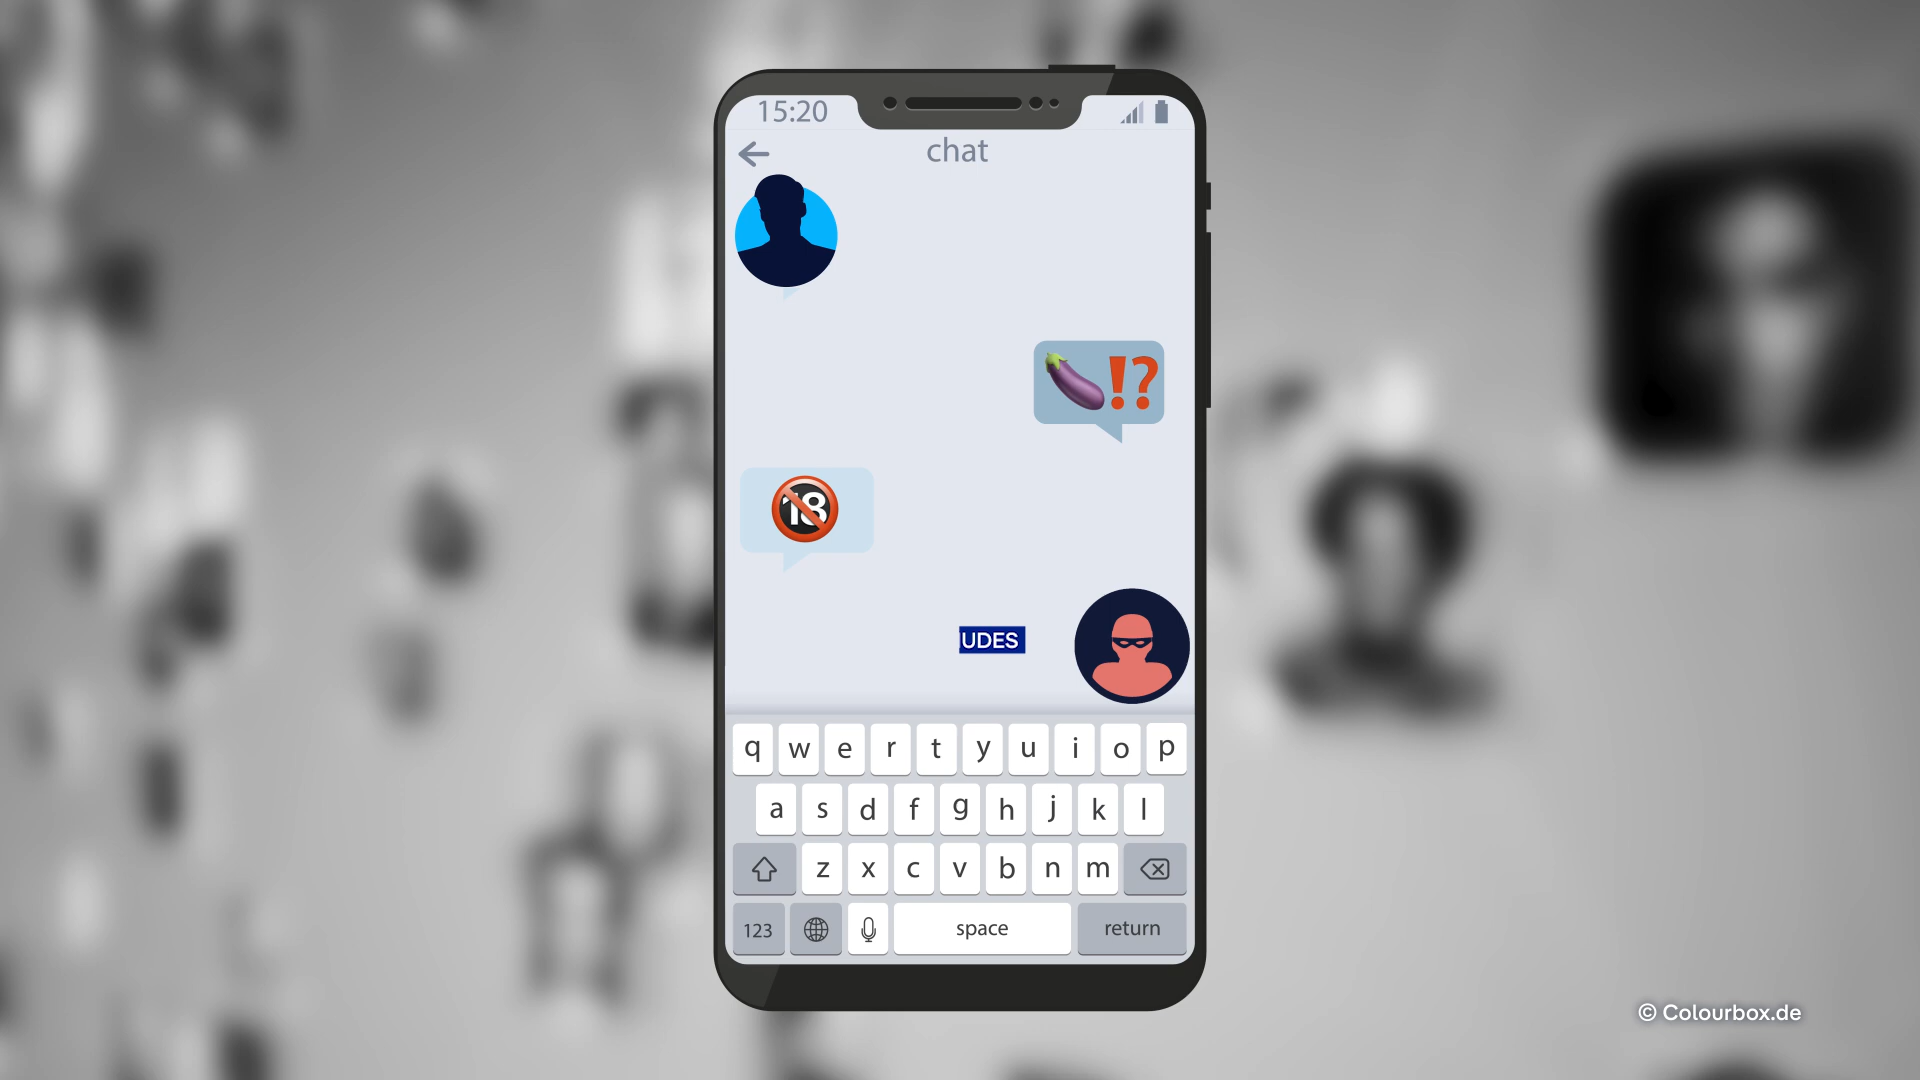 15:20
chat
🍆⁉️
🔞
UDES
q w e r t y u i o p
a s d f g h j k l
z x c v b n m
123 space return
© Colourbox.de